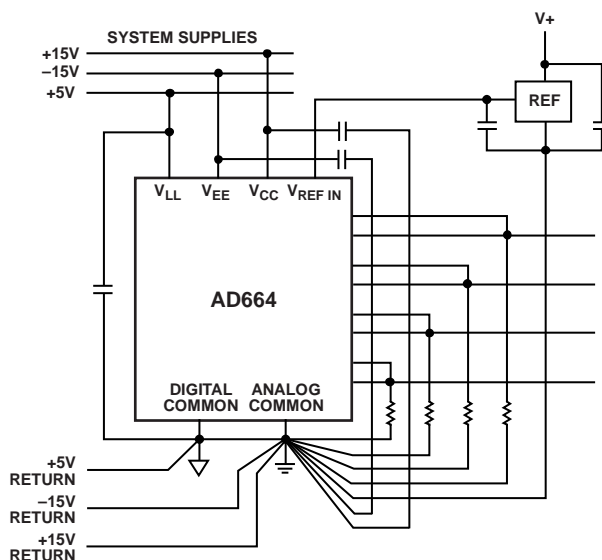 V+
SYSTEM SUPPLIES
+15V
–15V
+5V
REF
VLL VEE VCC VREF IN
AD664
DIGITAL COMMON
ANALOG COMMON
+5V
RETURN
–15V
RETURN
+15V
RETURN